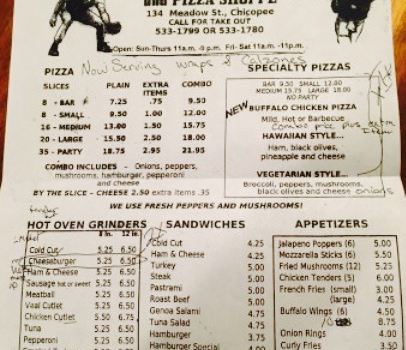 and PIZZA SHOPPE
134 Meadow St., Chicopee
CALL FOR TAKE OUT
533-1799 OR 533-1780
Open: Sun-Thurs 11a.m. -9 p.m. Fri- Sat 11a.m. -11p.m.
PIZZA Now Serving wraps & Calzones
SLICES PLAIN EXTRA ITEMS COMBO
8 - BAR 7.25 .75 9.50
8 - SMALL 9.50 1.00 12.00
16 - MEDIUM 13.00 1.50 15.75
20 - LARGE 15.50 2.50 18.00
35 - PARTY 18.75 2.95 21.95
COMBO INCLUDES - Onions, peppers,
mushrooms, hamburger, pepperoni
and cheese
BY THE SLICE - CHEESE 2.50 extra items .35
SPECIALTY PIZZAS
BAR 9.50 SMALL 12.00
MEDIUM 15.75 LARGE 18.00
NO PARTY
NEW BUFFALO CHICKEN PIZZA
Mild, Hot or Barbecue
Combo price plus
HAWAIIAN STYLE...
Ham, black olives,
pineapple and cheese
VEGETARIAN STYLE...
Broccoli, peppers, mushrooms,
black olives and cheese onions
WE USE FRESH PEPPERS AND MUSHROOMS!
HOT OVEN GRINDERS
8 in. 12 in.
Cold Cut 5.25 6.50
Cheeseburger 5.25 6.50
Ham & Cheese 5.25 6.50
Sausage hot or sweet 5.25 6.50
Meatball 5.25 6.50
Veal Cutlet 5.25 6.50
Chicken Cutlet 5.50 6.75
Tuna 5.25 6.50
Pepperoni 5.25 6.50
SANDWICHES
Cold Cut 4.25
Ham & Cheese 4.25
Turkey 4.25
Steak 4.25
Pastrami 4.25
Roast Beef 4.25
Genoa Salami 4.75
Tuna Salad 4.75
Hamburger 3.75
Hamburger Special 4.25
APPETIZERS
Jalapeno Poppers (6) 5.00
Mozzarella Sticks (6) 5.50
Fried Mushrooms (12) 5.25
Chicken Tenders (5) 6.00
French Fries (small) 3.00
(large) 4.25
Buffalo Wings (6) 4.50
8.75
Onion Rings 4.00
Curly Fries